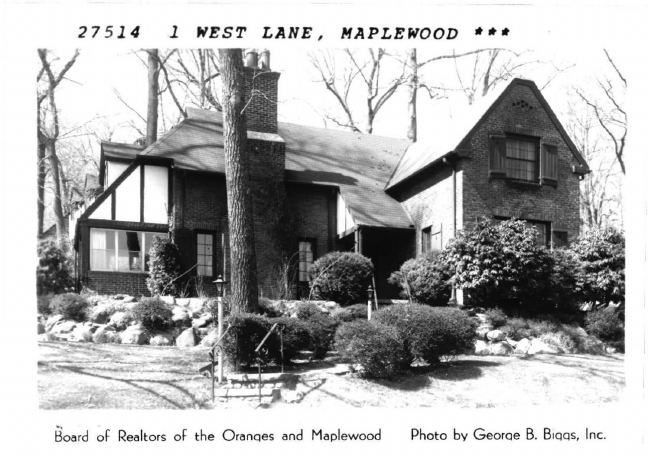 27514 1 WEST LANE, MAPLEWOOD ***
Board of Realtors of the Oranges and Maplewood Photo by George B. Biggs, Inc.